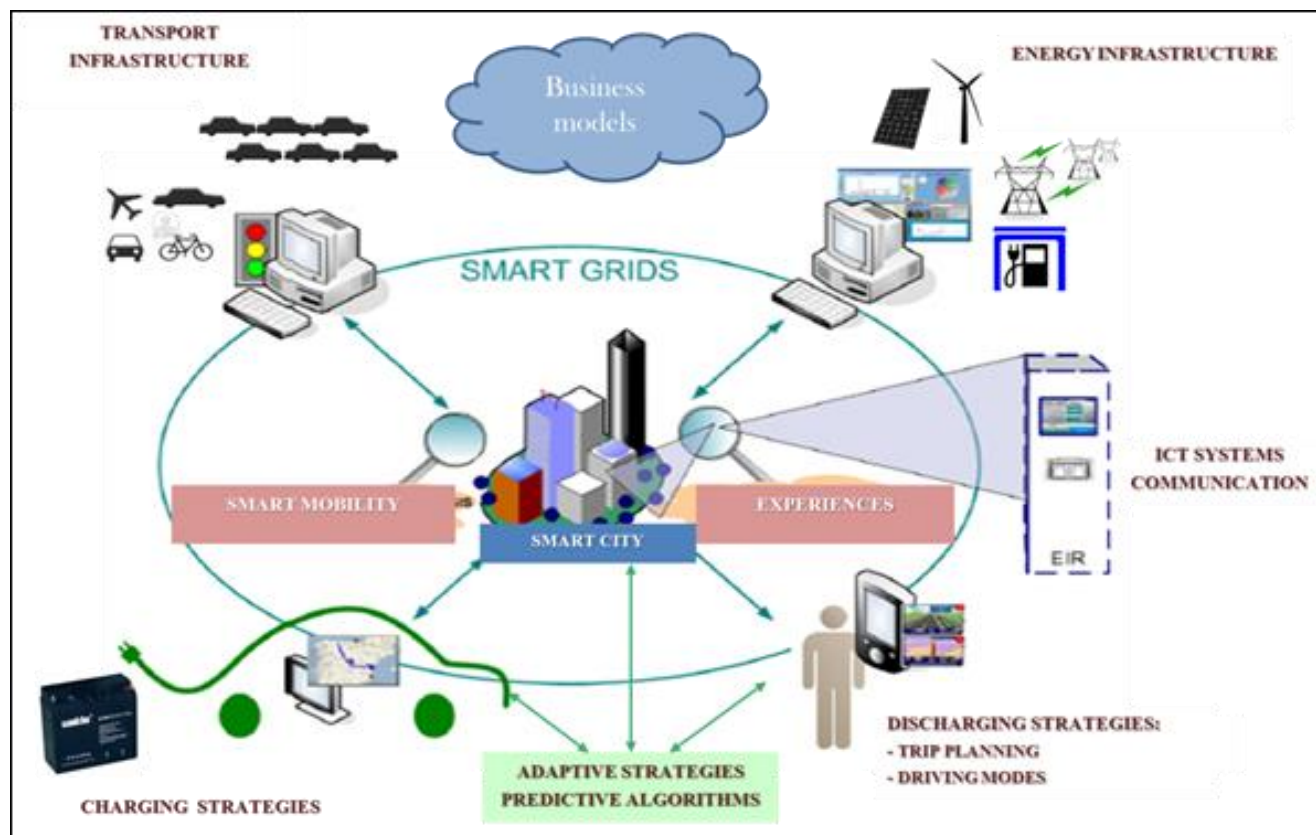 TRANSPORT
INFRASTRUCTURE
Business
models
ENERGY INFRASTRUCTURE
SMART GRIDS
SMART MOBILITY
EXPERIENCES
SMART CITY
ICT SYSTEMS
COMMUNICATION
EIR
CHARGING STRATEGIES
ADAPTIVE STRATEGIES
PREDICTIVE ALGORITHMS
DISCHARGING STRATEGIES:
- TRIP PLANNING
- DRIVING MODES